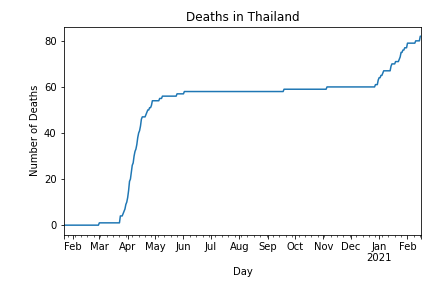 Deaths in Thailand
Number of Deaths
80
60
40
20
0
Feb Mar Apr May Jun Jul Aug Sep Oct Nov Dec Jan Feb
2021
Day